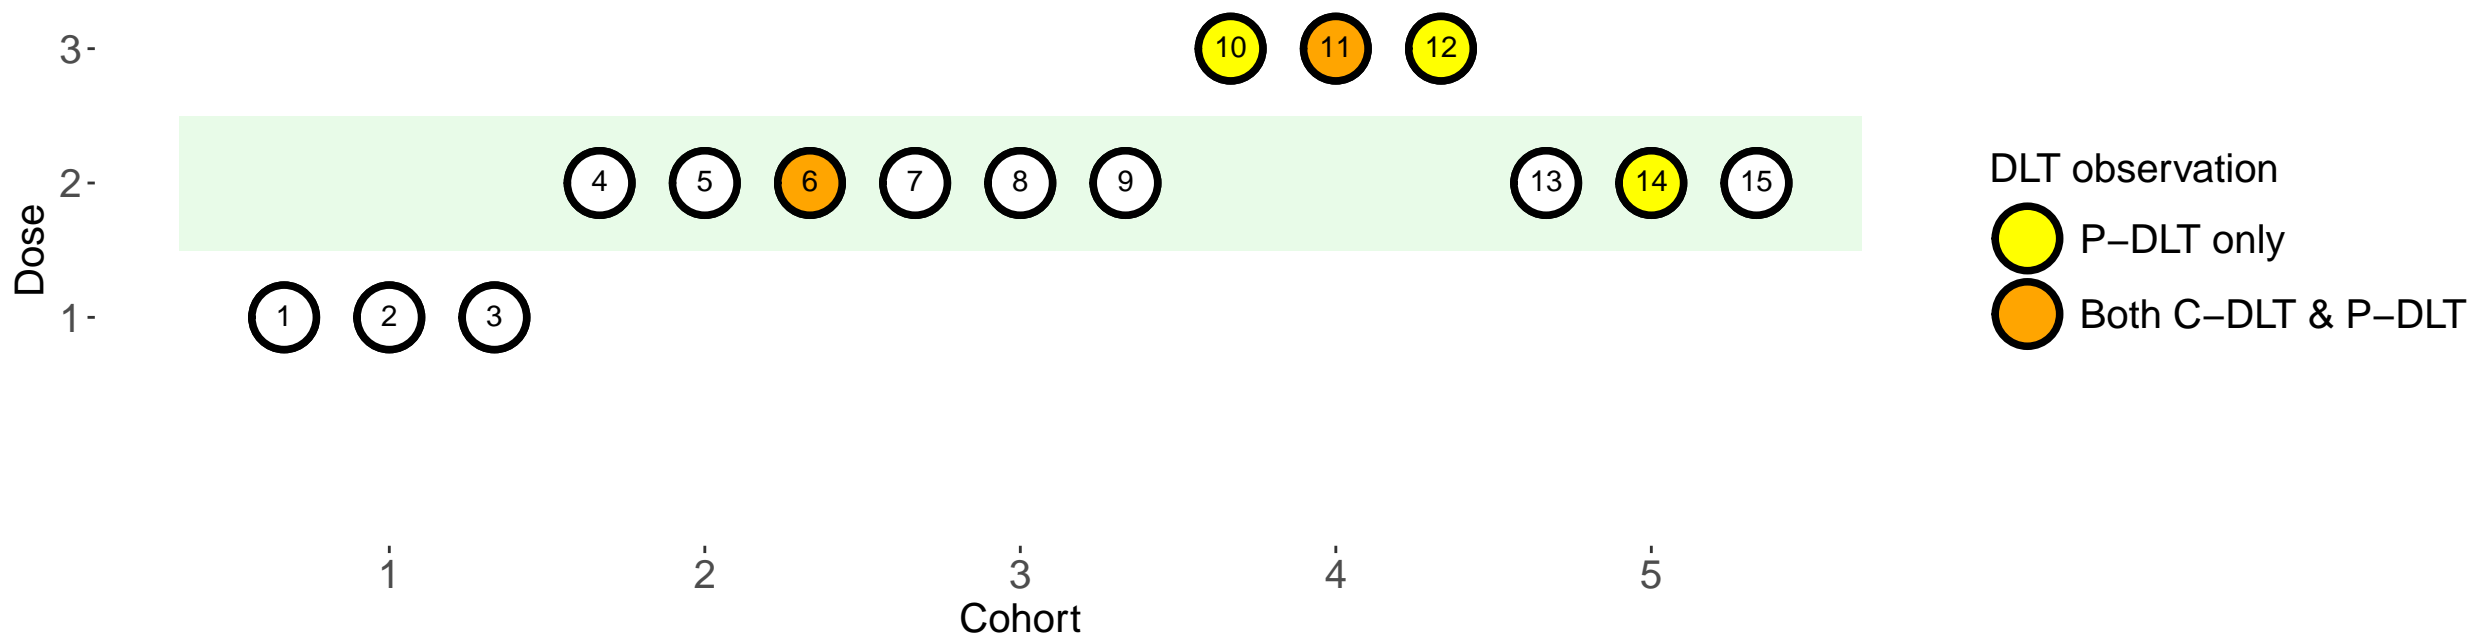 3
10 11 12
2
4 5 6 7 8 9 13 14 15
1
1 2 3
Dose
1 2 3 4 5
Cohort
DLT observation
P−DLT only
Both C−DLT & P−DLT